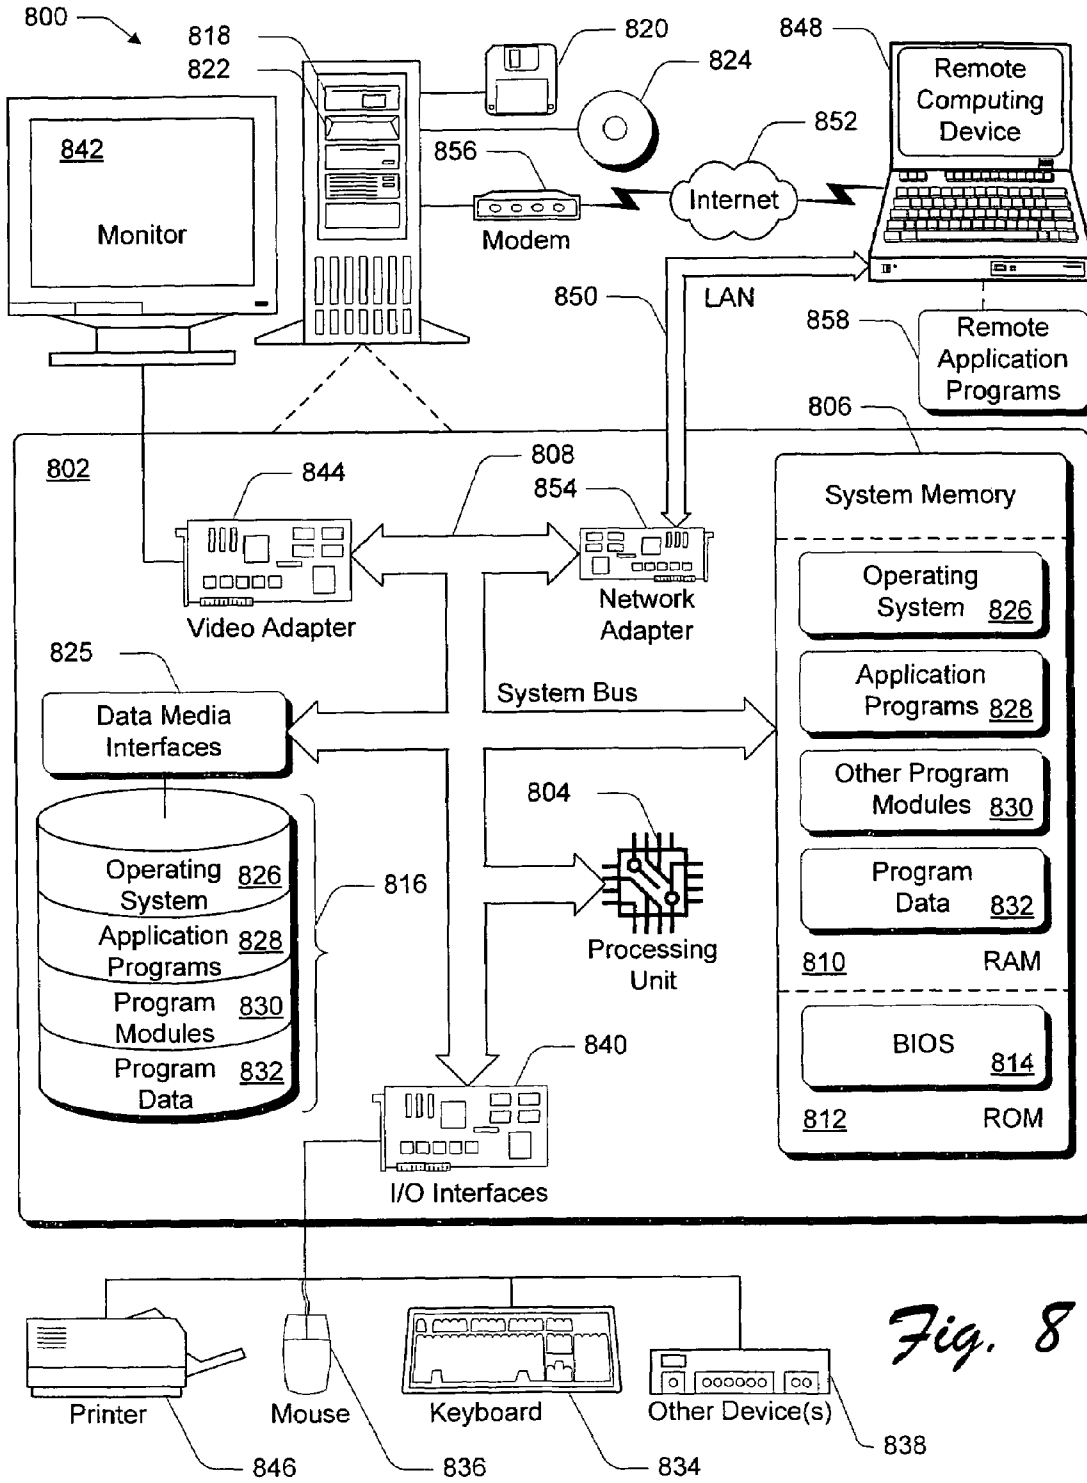 800
818
822
820
824
848
Remote
Computing
Device
842
Monitor
856
Modem
852
Internet
850
LAN
858
Remote
Application
Programs
806
802
844
808
854
System Memory
Video Adapter
Network
Adapter
Operating
System 826
825
Data Media
Interfaces
System Bus
Application
Programs 828
Other Program
Modules 830
804
Processing
Unit
Program
Data 832
810 RAM
Operating
System 826
816
Application
Programs 828
Program
Modules 830
Program
Data 832
840
I/O Interfaces
BIOS 814
812 ROM
Printer
Mouse
Keyboard
Other Device(s)
846
836
834
838
Fig. 8